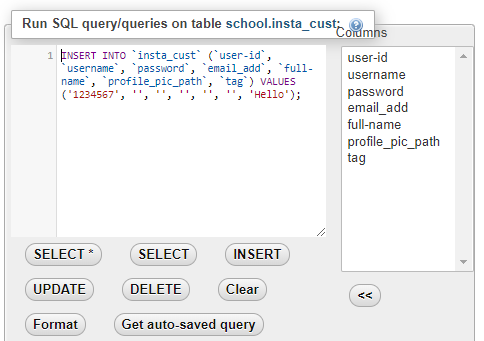 Run SQL query/queries on table school.insta_cust:
Columns
1 INSERT INTO `insta_cust` (`user-id`,
`username`, `password`, `email_add`, `full-
name`, `profile_pic_path`, `tag`) VALUES
('1234567', '', '', '', '', '', 'Hello');
user-id
username
password
email_add
full-name
profile_pic_path
tag
SELECT * SELECT INSERT
UPDATE DELETE Clear
<<
Format Get auto-saved query